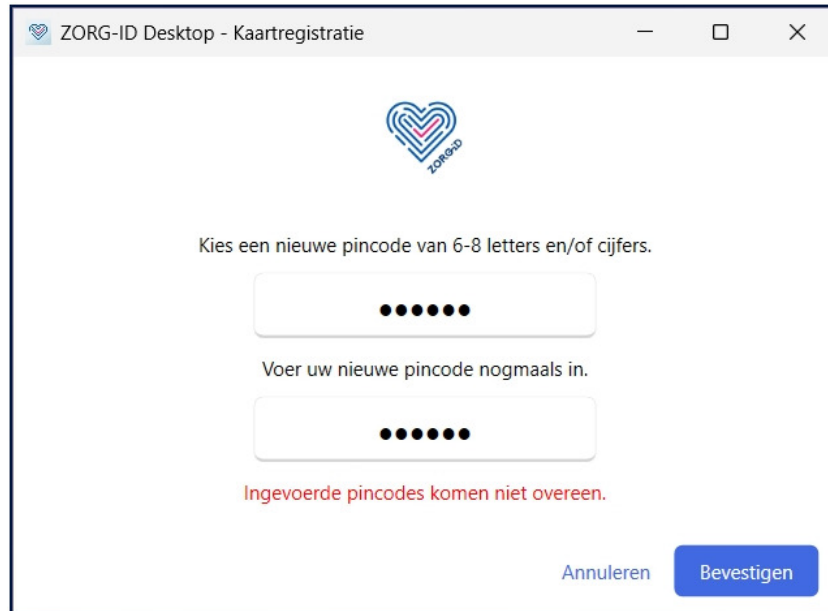 ZORG-ID Desktop - Kaartregistratie
ZORG-iD
Kies een nieuwe pincode van 6-8 letters en/of cijfers.
●●●●●●
Voer uw nieuwe pincode nogmaals in.
●●●●●●
Ingevoerde pincodes komen niet overeen.
Annuleren
Bevestigen